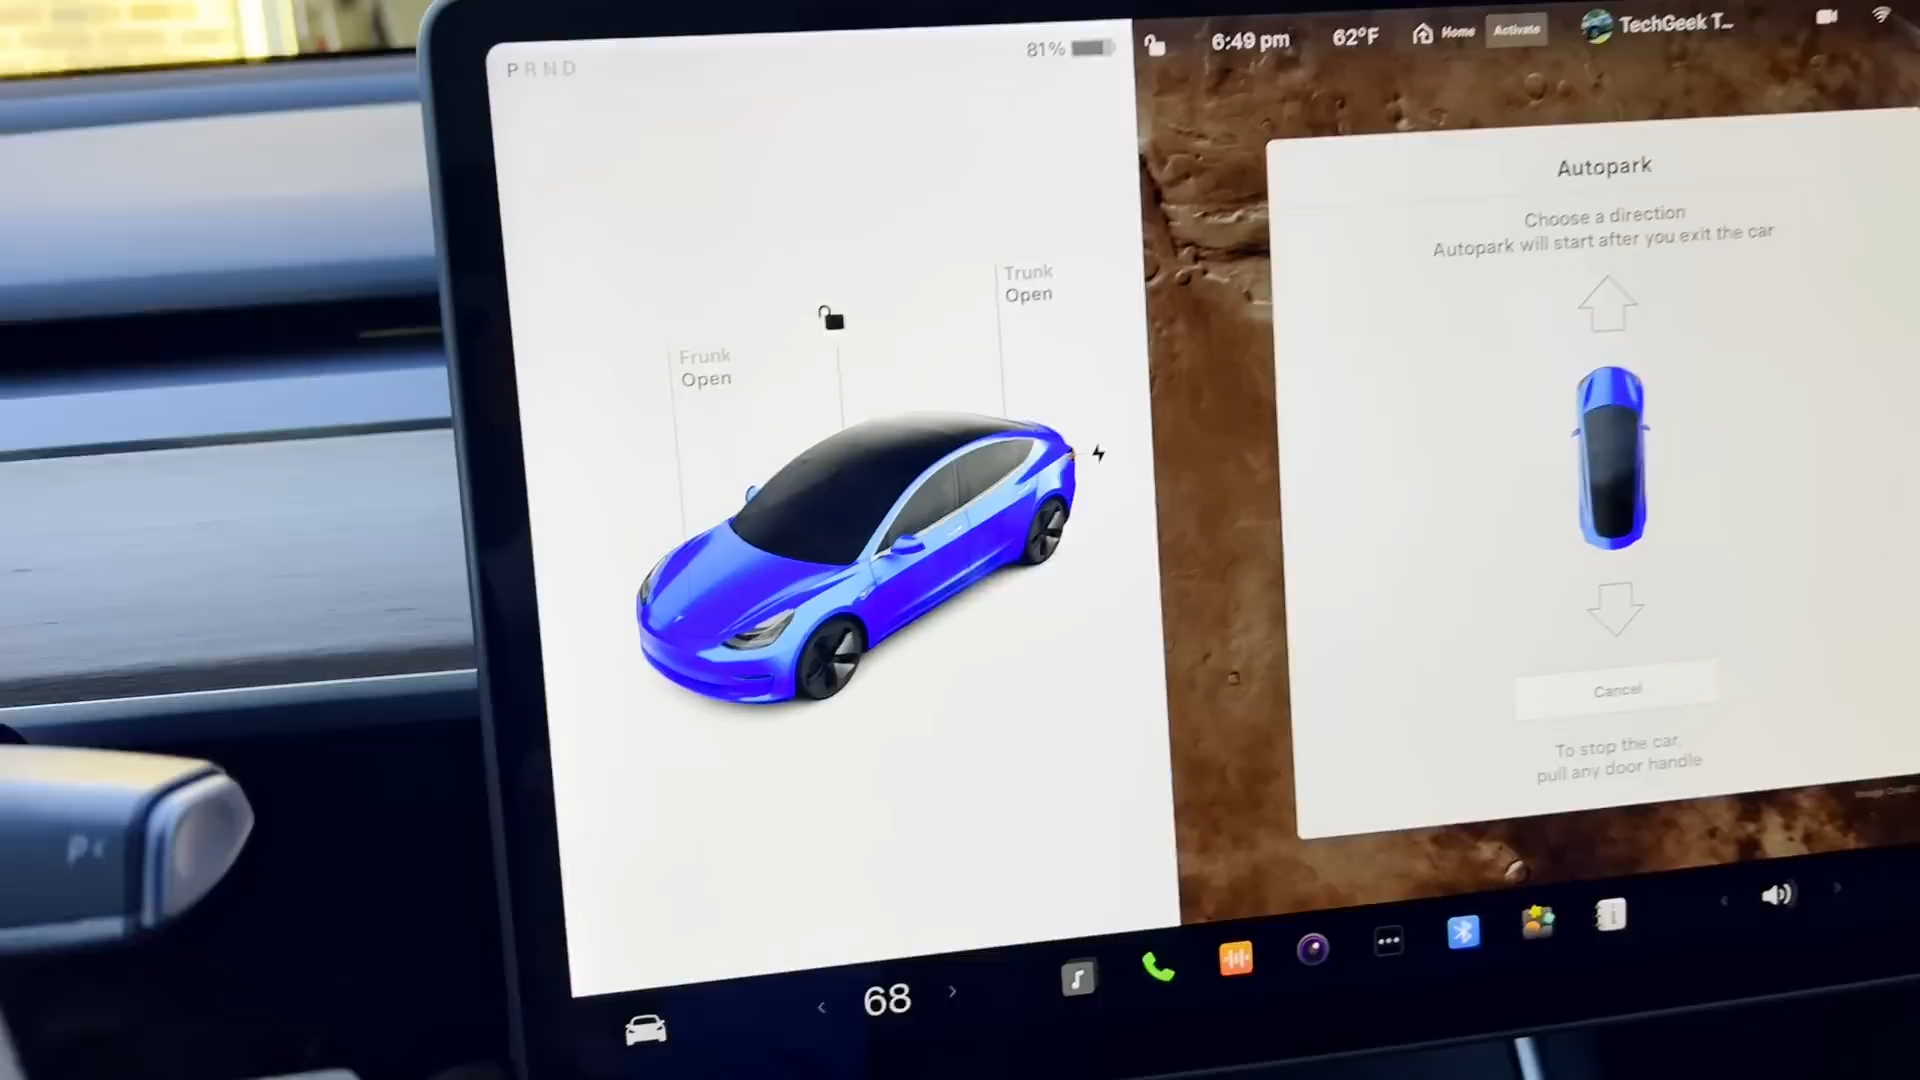 PRND
81%
6:49 pm
62°F
Home
Activate
TechGeek T...
Trunk
Open
Frunk
Open
Autopark
Choose a direction
Autopark will start after you exit the car
Cancel
To stop the car,
pull any door handle
P
68